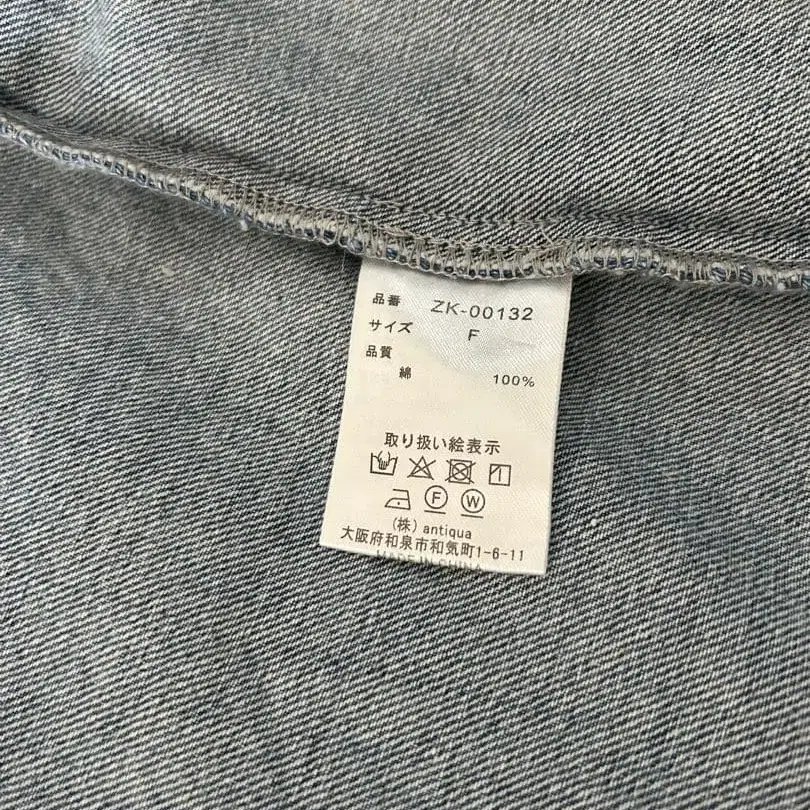 品番 ZK-00132
サイズ F
品質
綿 100%
取り扱い絵表示
F W
(株) antiqua
大阪府和泉市和気町1-6-11
MADE IN CHINA